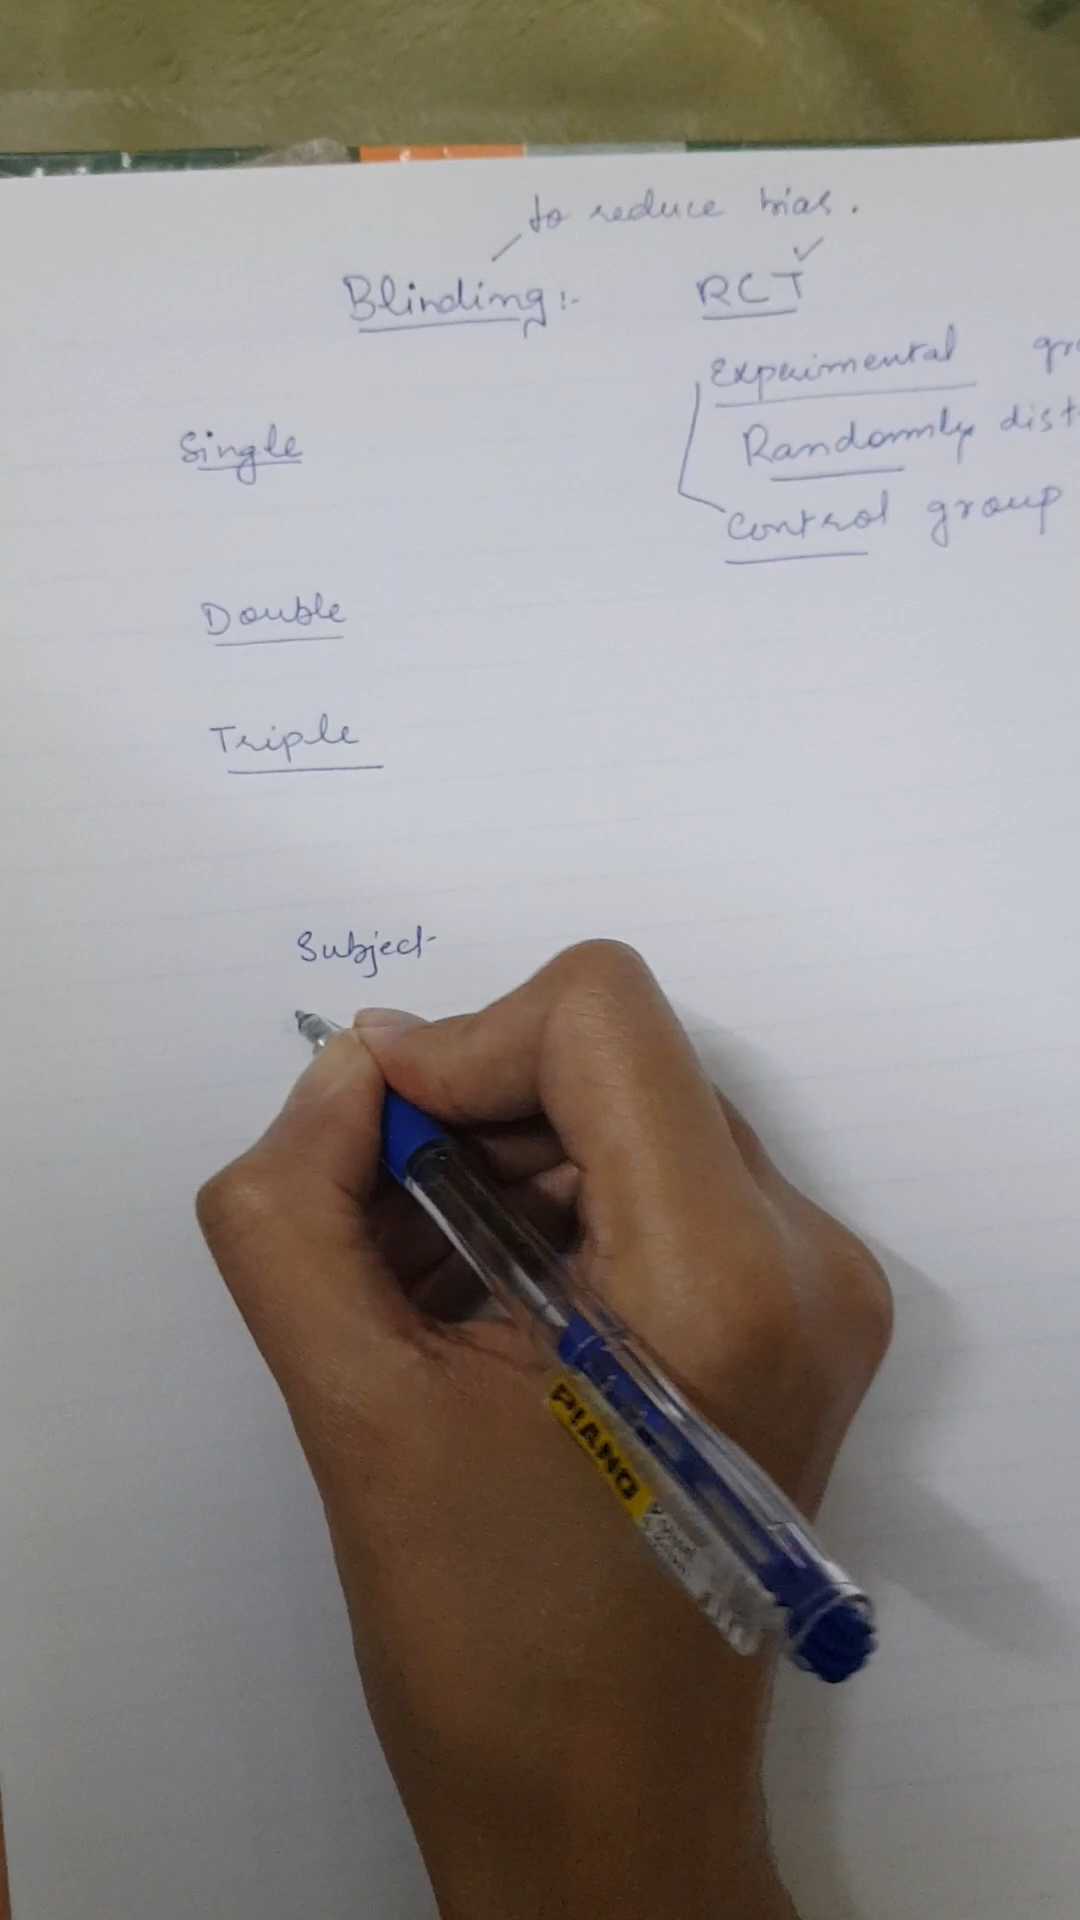 to reduce bias.
Blinding:-
RCT
Experimental
Randomly
Control group
Single
Double
Triple
Subject
PIANO